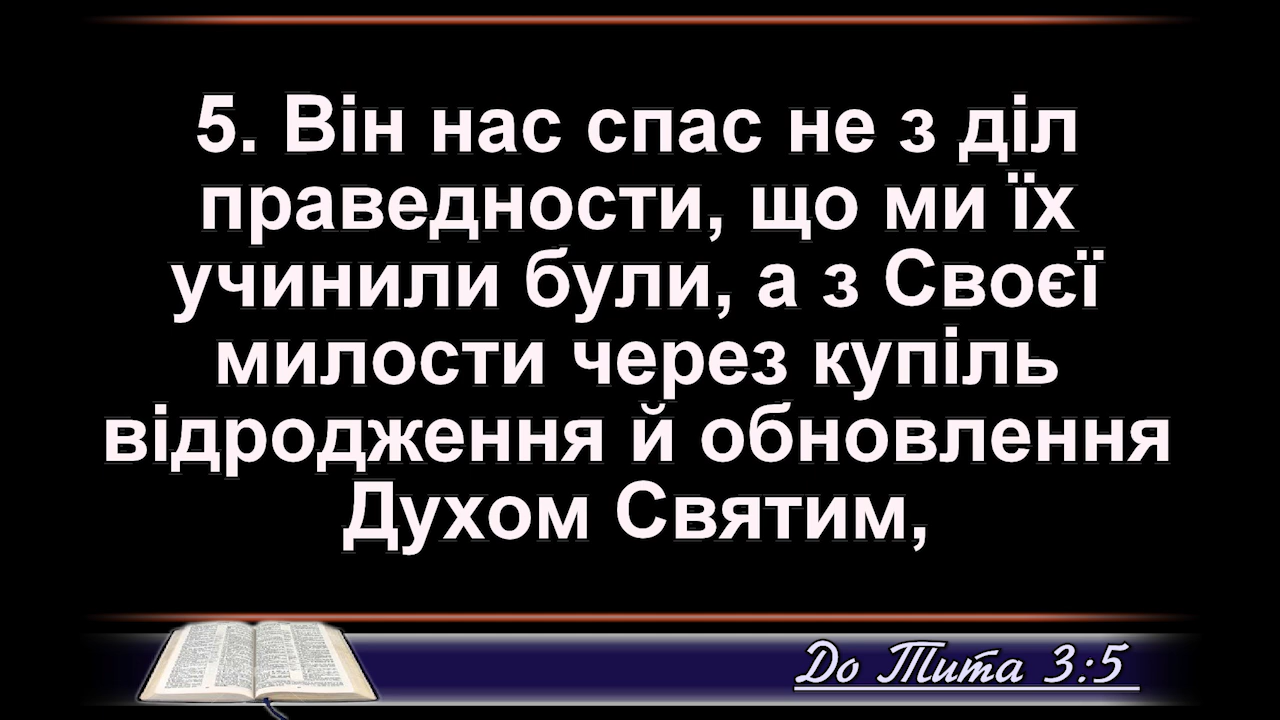 5. Він нас спас не з діл
праведности, що ми їх
учинили були, а з Своєї
милости через купіль
відродження й обновлення
Духом Святим,
До Тита 3:5